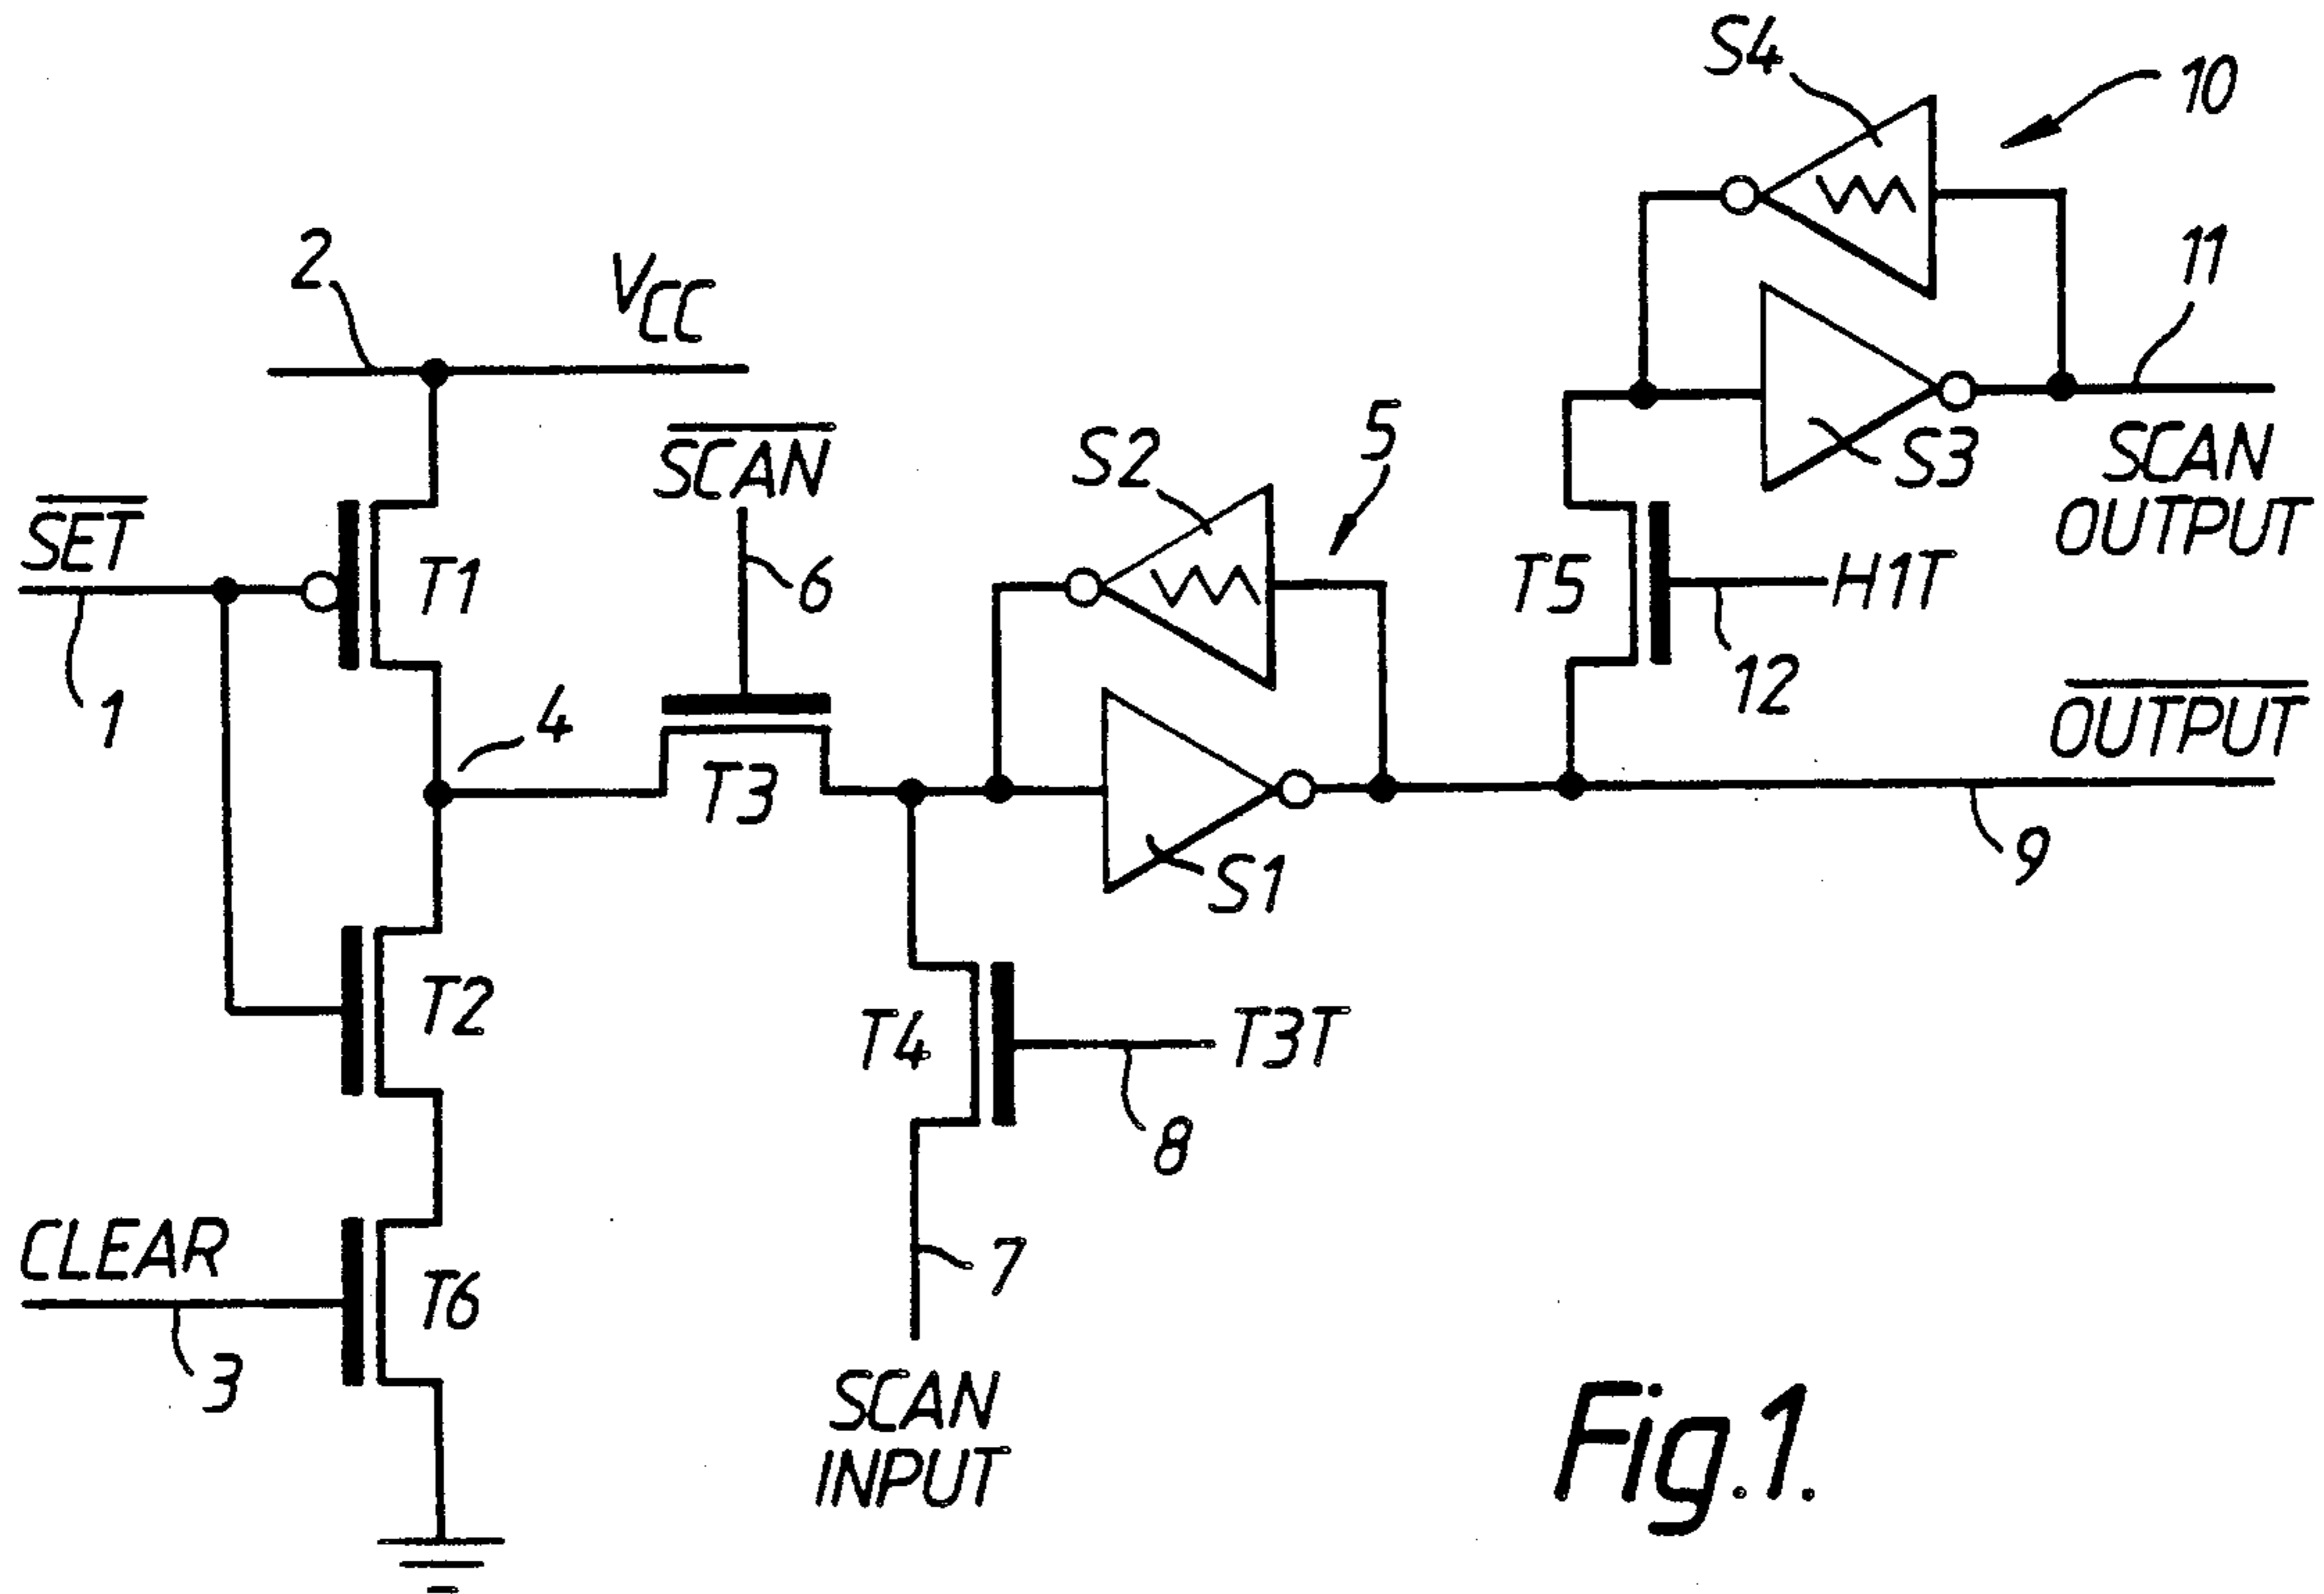 S4
10
2
VCC
11
SCAN
S2
5
S3
SCAN
OUTPUT
SET
T1
6
T5
H1T
1
4
12
OUTPUT
T3
S1
9
T2
T4
T3T
8
CLEAR
T6
7
3
SCAN
INPUT
Fig.1.